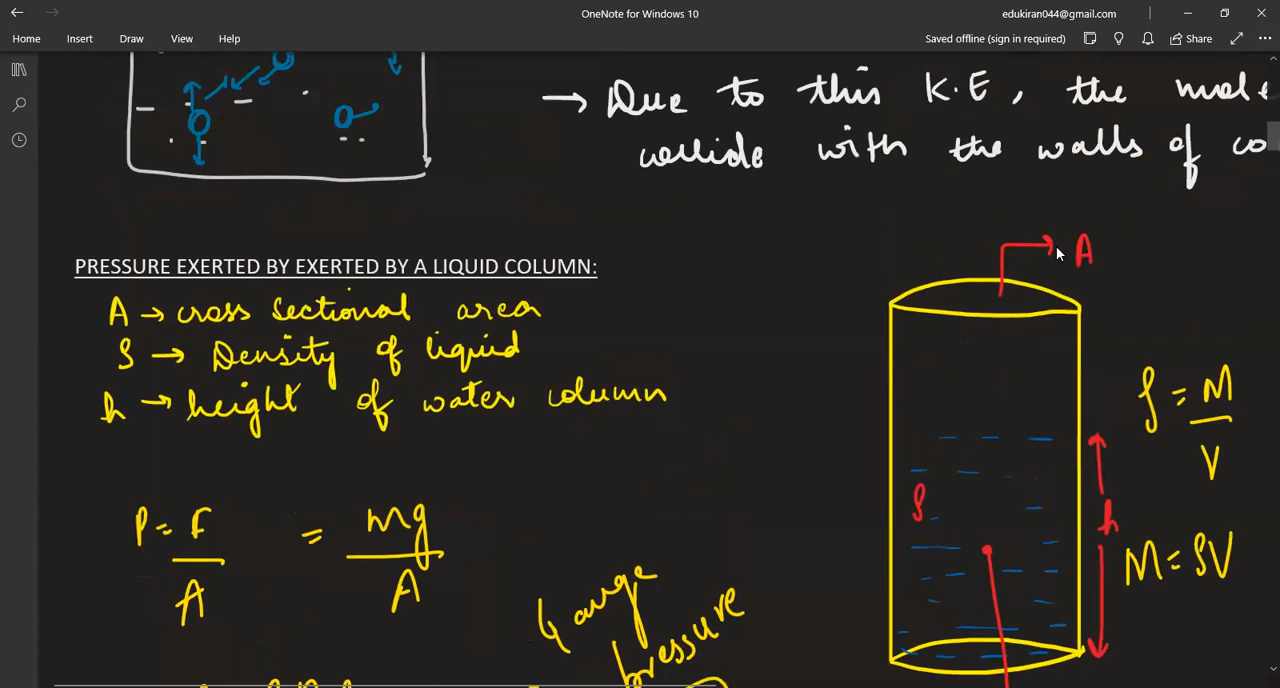 OneNote for Windows 10
edukiran044@gmail.com
Home Insert Draw View Help
Saved offline (sign in required)
Share
→ Due to this K.E, the mole
collide with the walls of co
A
PRESSURE EXERTED BY EXERTED BY A LIQUID COLUMN:
A → cross sectional area
ρ → Density of liquid
h → height of water column
ρ = M/V
ρ
h
P = F/A = mg/A
M = ρV
Gauge
pressure